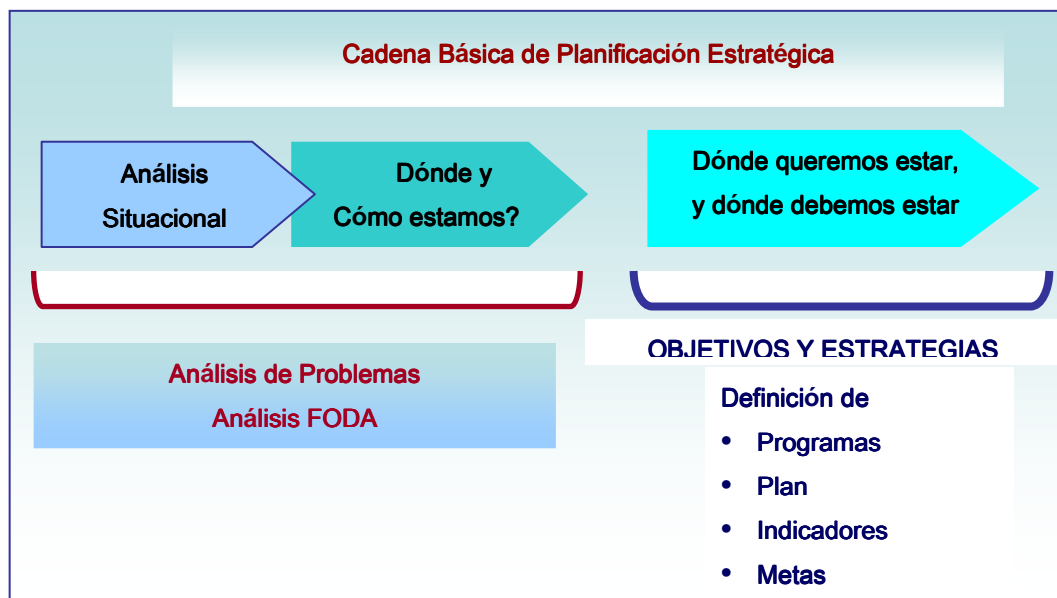 Cadena Básica de Planificación Estratégica
Análisis
Situacional
Dónde y
Cómo estamos?
Dónde queremos estar,
y dónde debemos estar
Análisis de Problemas
Análisis FODA
OBJETIVOS Y ESTRATEGIAS
Definición de
• Programas
• Plan
• Indicadores
• Metas